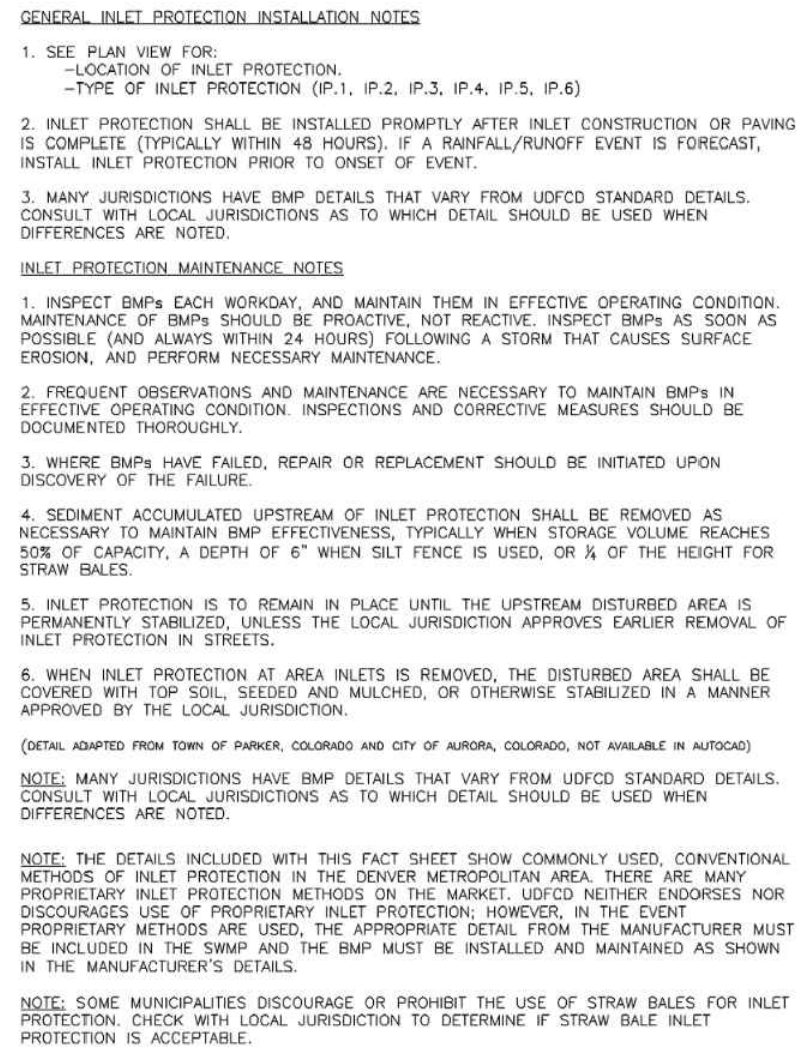 GENERAL INLET PROTECTION INSTALLATION NOTES
1. SEE PLAN VIEW FOR:
-LOCATION OF INLET PROTECTION.
-TYPE OF INLET PROTECTION (IP.1, IP.2, IP.3, IP.4, IP.5, IP.6)
2. INLET PROTECTION SHALL BE INSTALLED PROMPTLY AFTER INLET CONSTRUCTION OR PAVING
IS COMPLETE (TYPICALLY WITHIN 48 HOURS). IF A RAINFALL/RUNOFF EVENT IS FORECAST,
INSTALL INLET PROTECTION PRIOR TO ONSET OF EVENT.
3. MANY JURISDICTIONS HAVE BMP DETAILS THAT VARY FROM UDFCD STANDARD DETAILS.
CONSULT WITH LOCAL JURISDICTIONS AS TO WHICH DETAIL SHOULD BE USED WHEN
DIFFERENCES ARE NOTED.
INLET PROTECTION MAINTENANCE NOTES
1. INSPECT BMPs EACH WORKDAY, AND MAINTAIN THEM IN EFFECTIVE OPERATING CONDITION.
MAINTENANCE OF BMPs SHOULD BE PROACTIVE, NOT REACTIVE. INSPECT BMPs AS SOON AS
POSSIBLE (AND ALWAYS WITHIN 24 HOURS) FOLLOWING A STORM THAT CAUSES SURFACE
EROSION, AND PERFORM NECESSARY MAINTENANCE.
2. FREQUENT OBSERVATIONS AND MAINTENANCE ARE NECESSARY TO MAINTAIN BMPs IN
EFFECTIVE OPERATING CONDITION. INSPECTIONS AND CORRECTIVE MEASURES SHOULD BE
DOCUMENTED THOROUGHLY.
3. WHERE BMPs HAVE FAILED, REPAIR OR REPLACEMENT SHOULD BE INITIATED UPON
DISCOVERY OF THE FAILURE.
4. SEDIMENT ACCUMULATED UPSTREAM OF INLET PROTECTION SHALL BE REMOVED AS
NECESSARY TO MAINTAIN BMP EFFECTIVENESS, TYPICALLY WHEN STORAGE VOLUME REACHES
50% OF CAPACITY, A DEPTH OF 6" WHEN SILT FENCE IS USED, OR ¼ OF THE HEIGHT FOR
STRAW BALES.
5. INLET PROTECTION IS TO REMAIN IN PLACE UNTIL THE UPSTREAM DISTURBED AREA IS
PERMANENTLY STABILIZED, UNLESS THE LOCAL JURISDICTION APPROVES EARLIER REMOVAL OF
INLET PROTECTION IN STREETS.
6. WHEN INLET PROTECTION AT AREA INLETS IS REMOVED, THE DISTURBED AREA SHALL BE
COVERED WITH TOP SOIL, SEEDED AND MULCHED, OR OTHERWISE STABILIZED IN A MANNER
APPROVED BY THE LOCAL JURISDICTION.
(DETAIL ADAPTED FROM TOWN OF PARKER, COLORADO AND CITY OF AURORA, COLORADO, NOT AVAILABLE IN AUTOCAD)
NOTE: MANY JURISDICTIONS HAVE BMP DETAILS THAT VARY FROM UDFCD STANDARD DETAILS.
CONSULT WITH LOCAL JURISDICTIONS AS TO WHICH DETAIL SHOULD BE USED WHEN
DIFFERENCES ARE NOTED.
NOTE: THE DETAILS INCLUDED WITH THIS FACT SHEET SHOW COMMONLY USED, CONVENTIONAL
METHODS OF INLET PROTECTION IN THE DENVER METROPOLITAN AREA. THERE ARE MANY
PROPRIETARY INLET PROTECTION METHODS ON THE MARKET. UDFCD NEITHER ENDORSES NOR
DISCOURAGES USE OF PROPRIETARY INLET PROTECTION; HOWEVER, IN THE EVENT
PROPRIETARY METHODS ARE USED, THE APPROPRIATE DETAIL FROM THE MANUFACTURER MUST
BE INCLUDED IN THE SWMP AND THE BMP MUST BE INSTALLED AND MAINTAINED AS SHOWN
IN THE MANUFACTURER'S DETAILS.
NOTE: SOME MUNICIPALITIES DISCOURAGE OR PROHIBIT THE USE OF STRAW BALES FOR INLET
PROTECTION. CHECK WITH LOCAL JURISDICTION TO DETERMINE IF STRAW BALE INLET
PROTECTION IS ACCEPTABLE.